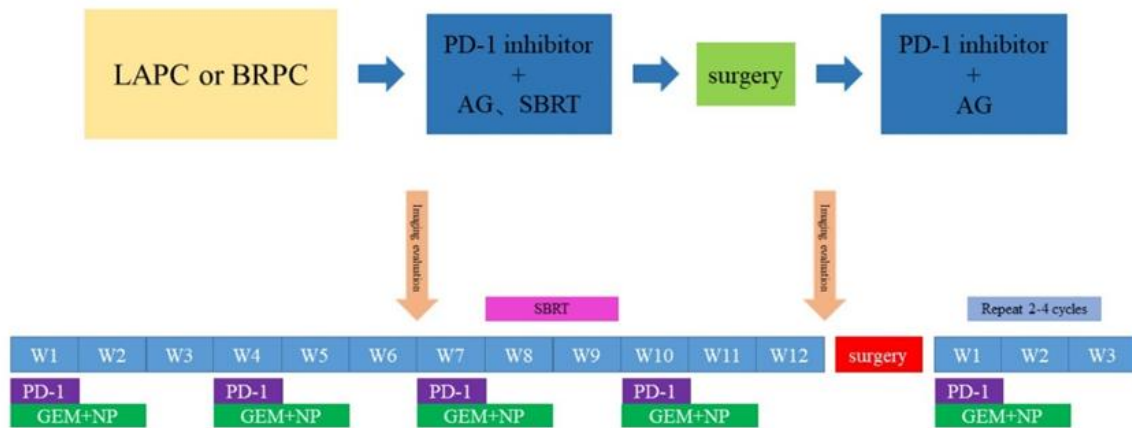 LAPC or BRPC
PD-1 inhibitor
+
AG、SBRT
surgery
PD-1 inhibitor
+
AG
Imaging evaluation
Imaging evaluation
SBRT
Repeat 2-4 cycles
W1 W2 W3 W4 W5 W6 W7 W8 W9 W10 W11 W12 surgery W1 W2 W3
PD-1 PD-1 PD-1 PD-1 PD-1
GEM+NP GEM+NP GEM+NP GEM+NP GEM+NP